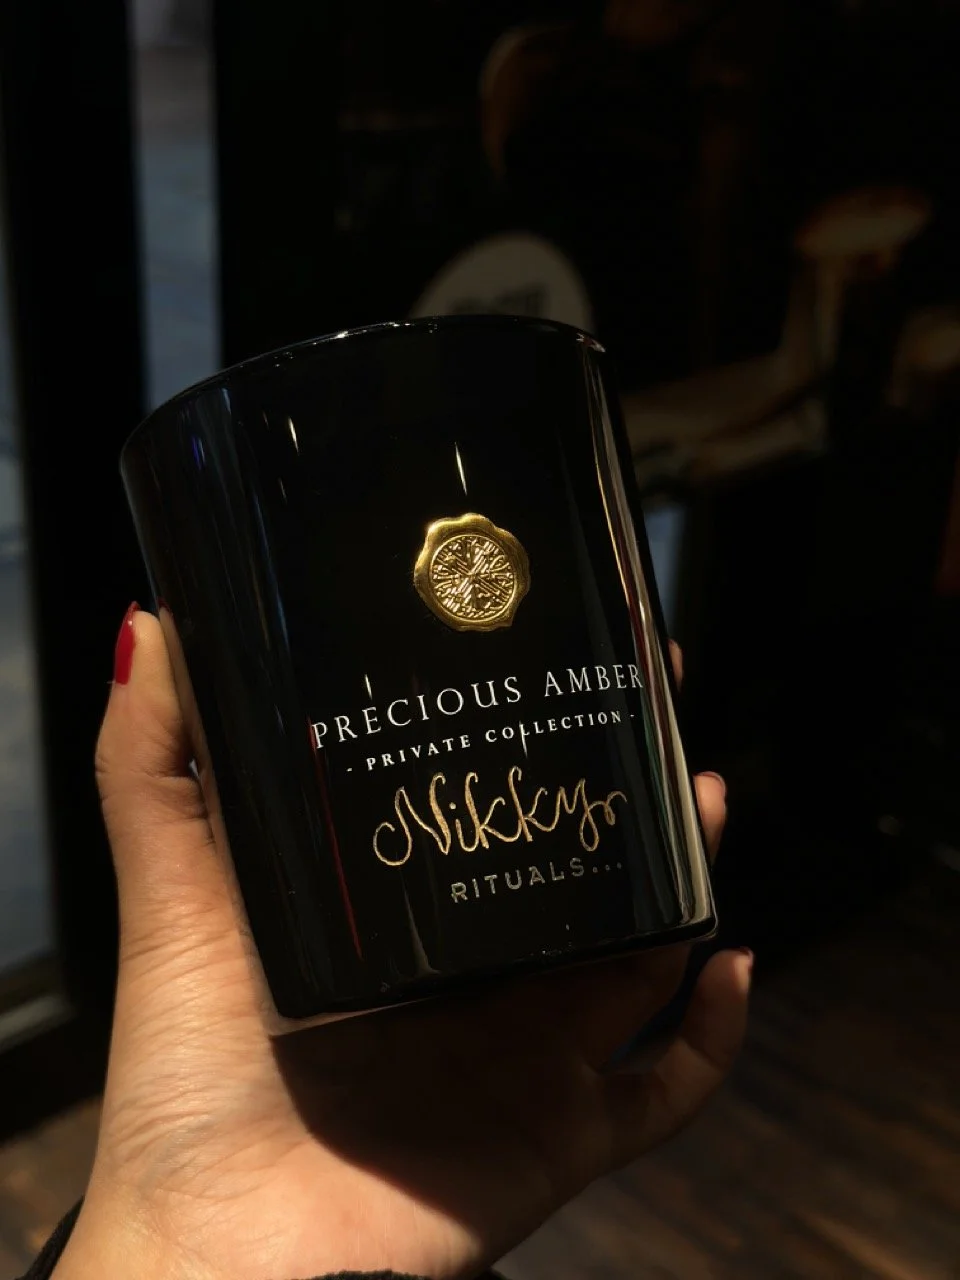 PRECIOUS AMBER
- PRIVATE COLLECTION -
Nikky
RITUALS...